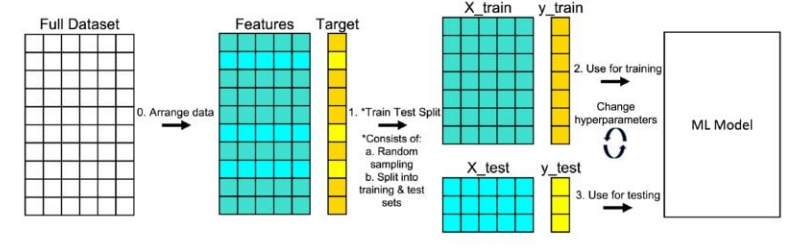 Full Dataset
0. Arrange data
Features
Target
1. *Train Test Split
*Consists of:
a. Random
sampling
b. Split into
training & test
sets
X_train
y_train
X_test
y_test
2. Use for training
Change
hyperparameters
3. Use for testing
ML Model